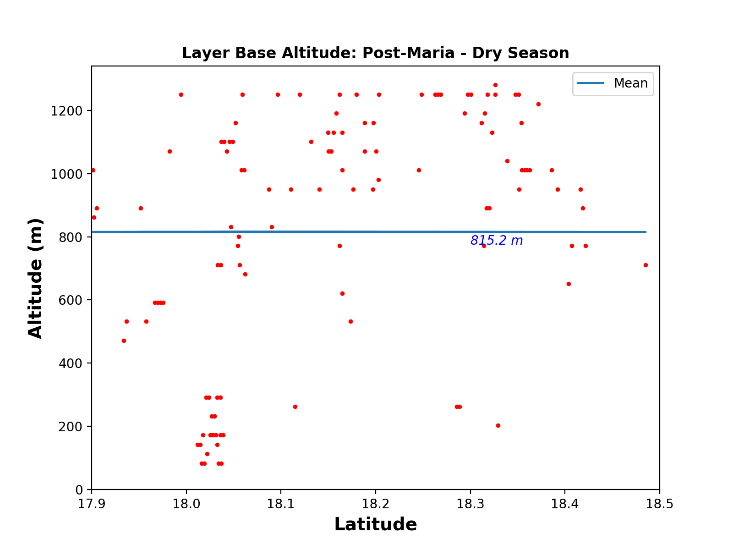 Layer Base Altitude: Post-Maria - Dry Season
Mean
815.2 m
Altitude (m)
1200
1000
800
600
400
200
0
17.9 18.0 18.1 18.2 18.3 18.4 18.5
Latitude